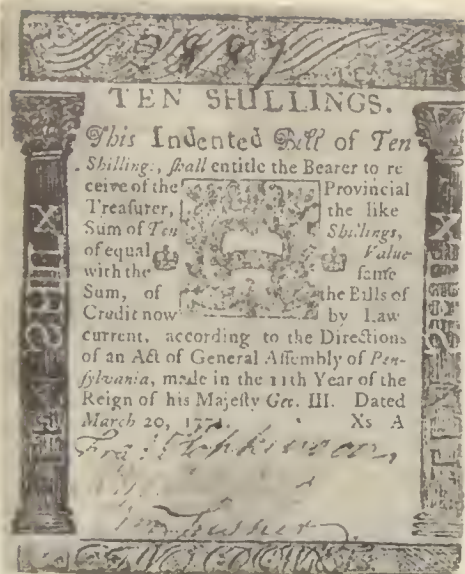 TEN SHILLINGS.
This Indented Bill of Ten
Shillings, ſhall entitle the Bearer to re
ceive of the Provincial
Treaſurer, the like
Sum of Ten Shillings,
of equal Value
with the ſame
Sum, of the Bills of
Credit now by Law
current, according to the Directions
of an Act of General Aſſembly of Pen-
ſylvania, made in the 11th Year of the
Reign of his Majeſty Geo. III. Dated
March 20, 1771. Xs A
Fra: Hopkinson,